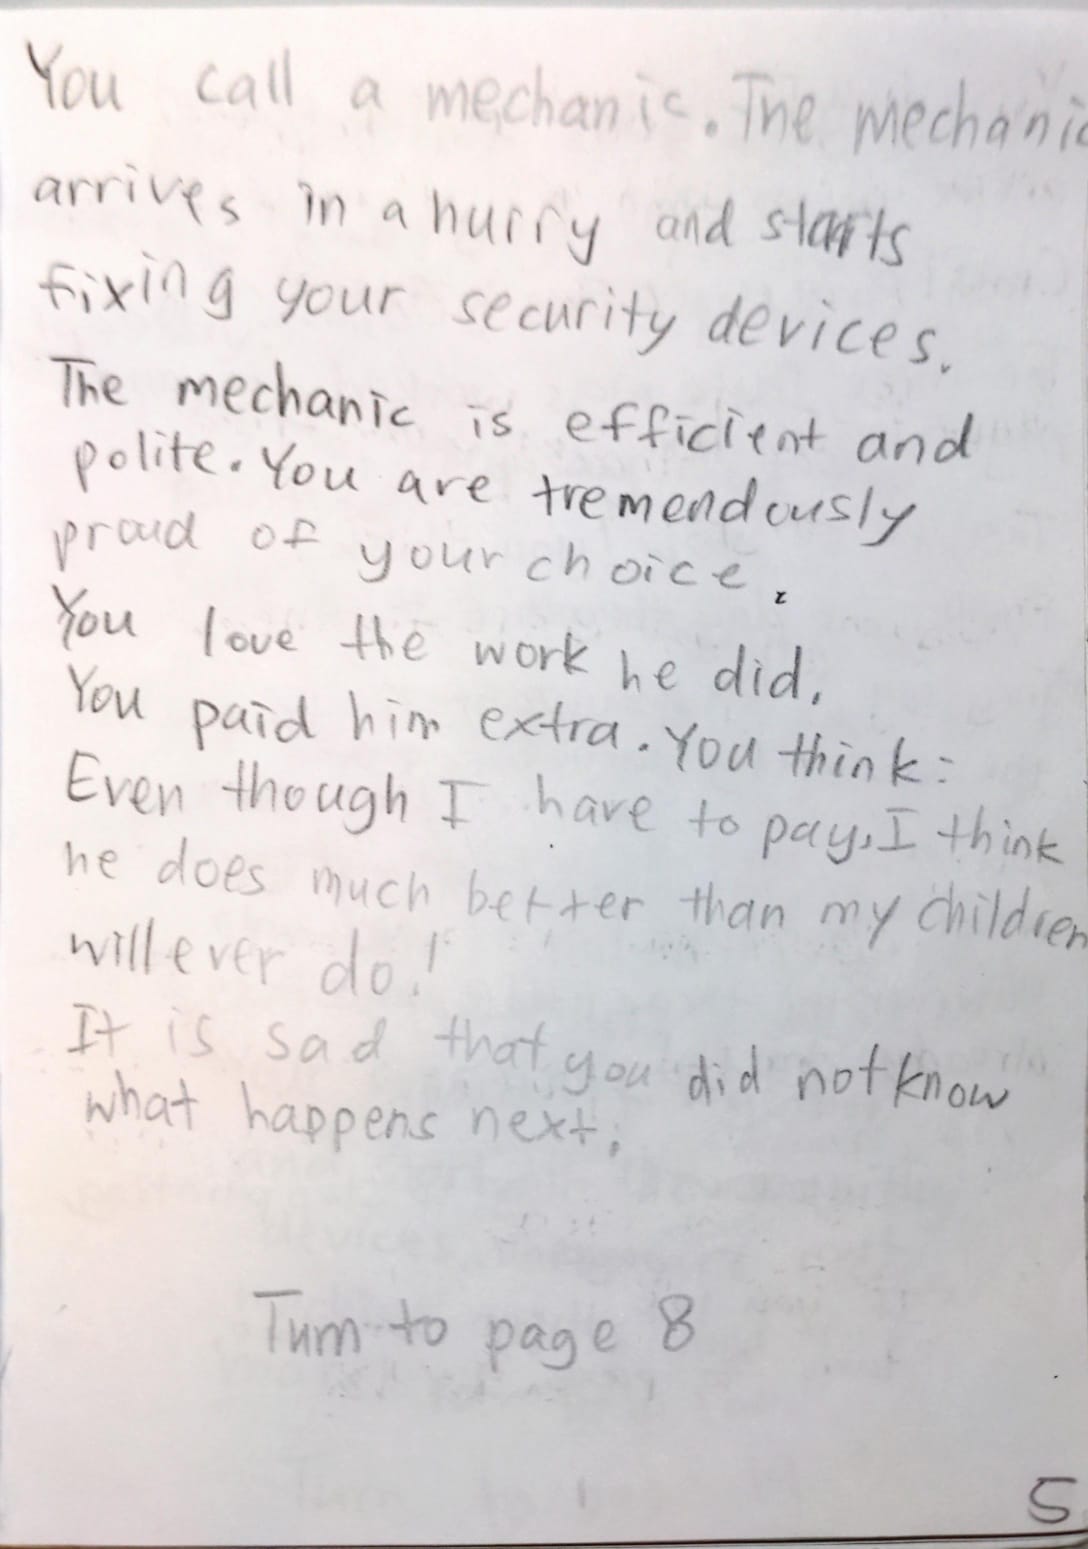 You call a mechanic. The mechanic
arrives in a hurry and starts
fixing your security devices.
The mechanic is efficient and
polite. You are tremendously
proud of your choice.
You love the work he did.
You paid him extra. You think:
Even though I have to pay, I think
he does much better than my children
will ever do!
It is sad that you did not know
what happens next.
Turn to page 8
5